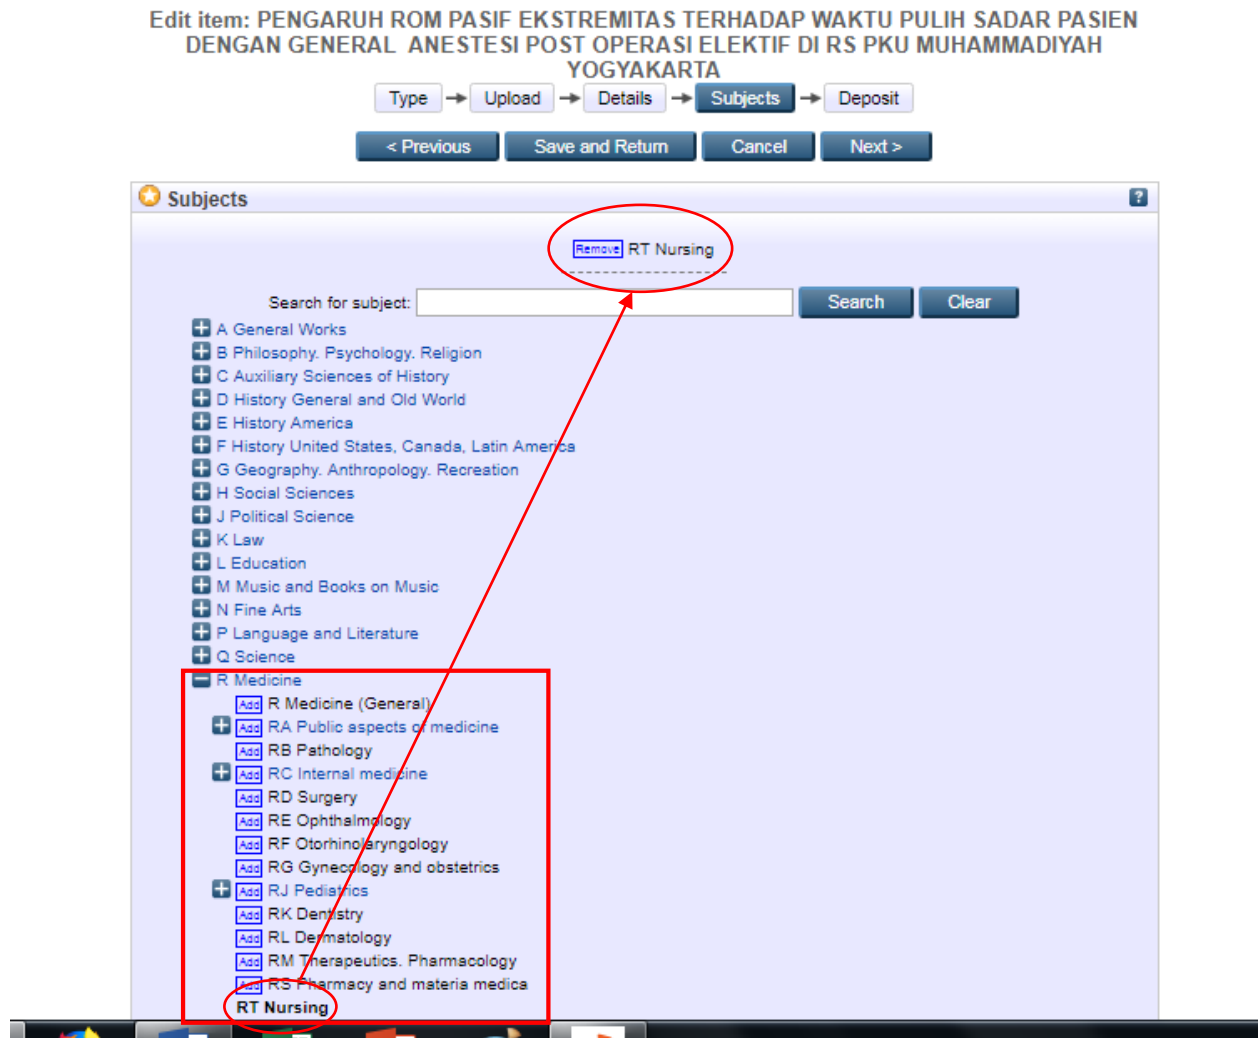 Edit item: PENGARUH ROM PASIF EKSTREMITAS TERHADAP WAKTU PULIH SADAR PASIEN
DENGAN GENERAL ANESTESI POST OPERASI ELEKTIF DI RS PKU MUHAMMADIYAH
YOGYAKARTA
Type → Upload → Details → Subjects → Deposit
< Previous Save and Return Cancel Next >
Subjects ?
Remove RT Nursing
Search for subject: Search Clear
A General Works
B Philosophy. Psychology. Religion
C Auxiliary Sciences of History
D History General and Old World
E History America
F History United States, Canada, Latin America
G Geography. Anthropology. Recreation
H Social Sciences
J Political Science
K Law
L Education
M Music and Books on Music
N Fine Arts
P Language and Literature
Q Science
R Medicine
Add R Medicine (General)
Add RA Public aspects of medicine
Add RB Pathology
Add RC Internal medicine
Add RD Surgery
Add RE Ophthalmology
Add RF Otorhinolaryngology
Add RG Gynecology and obstetrics
Add RJ Pediatrics
Add RK Dentistry
Add RL Dermatology
Add RM Therapeutics. Pharmacology
Add RS Pharmacy and materia medica
RT Nursing